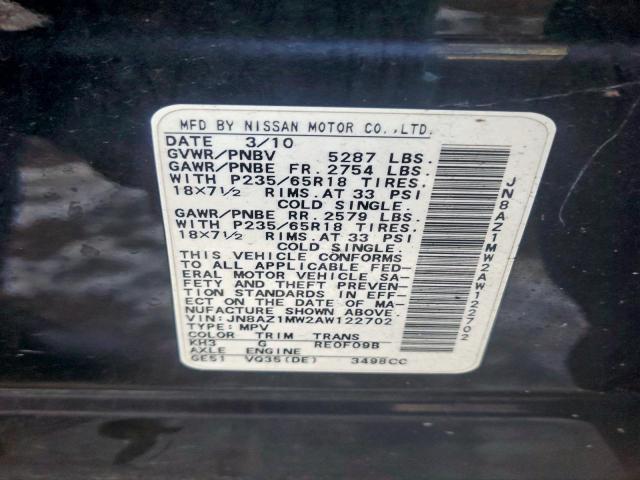 MFD BY NISSAN MOTOR CO.,LTD.
DATE 3/10
GVWR/PNBV 5287 LBS.
GAWR/PNBE FR. 2754 LBS.
WITH P235/65R18 TIRES.
18X7½ RIMS. AT 33 PSI
COLD SINGLE.
GAWR/PNBE RR. 2579 LBS.
WITH P235/65R18 TIRES.
18X7½ RIMS. AT 33 PSI
COLD SINGLE.
THIS VEHICLE CONFORMS
TO ALL APPLICABLE FED-
ERAL MOTOR VEHICLE SA-
FETY AND THEFT PREVEN-
TION STANDARDS IN EFF-
ECT ON THE DATE OF MA-
NUFACTURE SHOWN ABOVE.
VIN: JN8AZ1MW2AW122702
TYPE: MPV
COLOR TRIM TRANS
KH3 G RE0F09B
AXLE ENGINE
GE51 VQ35(DE) 3498CC
JN8AZ1MW2AW122702